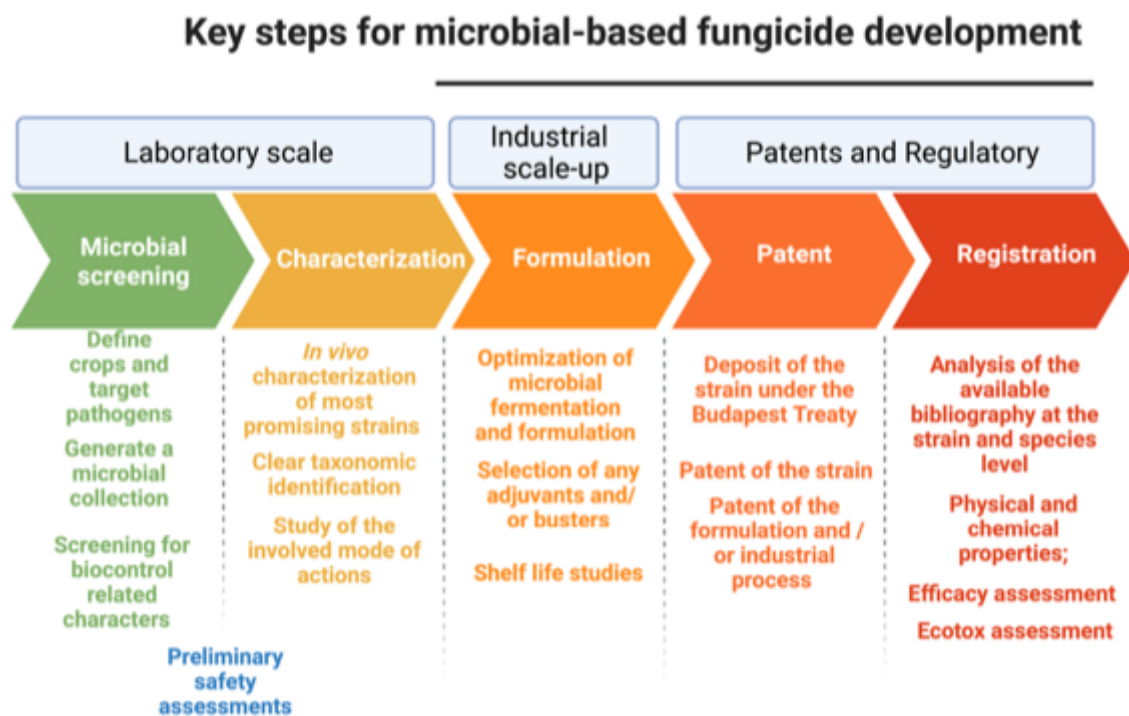 Key steps for microbial-based fungicide development
Laboratory scale
Industrial
scale-up
Patents and Regulatory
Microbial
screening
Characterization
Formulation
Patent
Registration
Define
crops and
target
pathogens
Generate a
microbial
collection
Screening for
biocontrol
related
characters
In vivo
characterization
of most
promising strains
Clear taxonomic
identification
Study of the
involved mode of
actions
Preliminary
safety
assessments
Optimization of
microbial
fermentation
and formulation
Selection of any
adjuvants and/
or busters
Shelf life studies
Deposit of the
strain under the
Budapest Treaty
Patent of the strain
Patent of the
formulation and /
or industrial
process
Analysis of the
available
bibliography at the
strain and species
level
Physical and
chemical
properties;
Efficacy assessment
Ecotox assessment